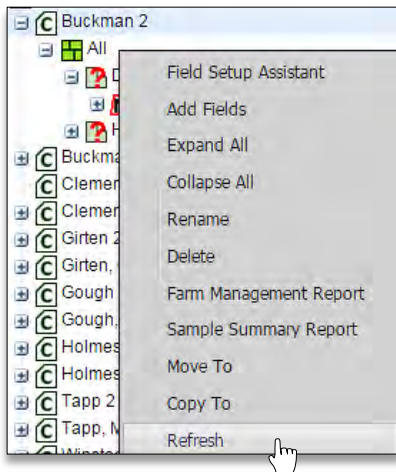 Buckman 2
All
Field Setup Assistant
Add Fields
Expand All
Collapse All
Rename
Delete
Farm Management Report
Sample Summary Report
Move To
Copy To
Refresh
C
C
Clemen
C
Clemen
C
Girten 2
C
Girten,
C
Gough
C
Gough,
C
Holmes
C
Holmes
C
Tapp 2
C
Tapp,